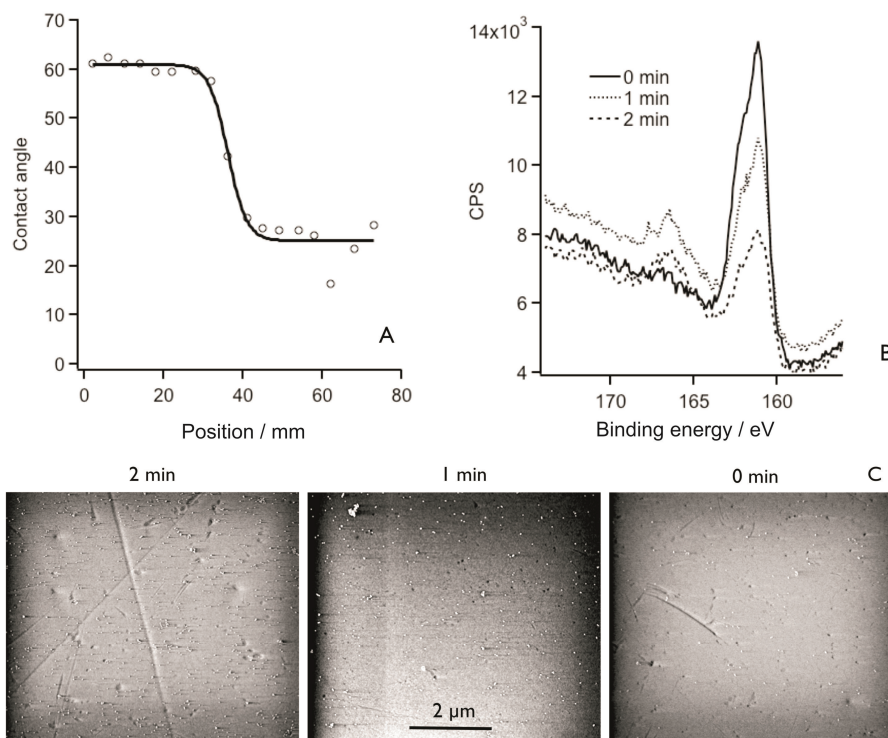 70
60
50
40
30
20
10
0
Contact angle
0 20 40 60 80
Position / mm
A
14x10³
12
10
8
6
4
CPS
0 min
1 min
2 min
170 165 160
Binding energy / eV
2 min
1 min
0 min
C
2 µm